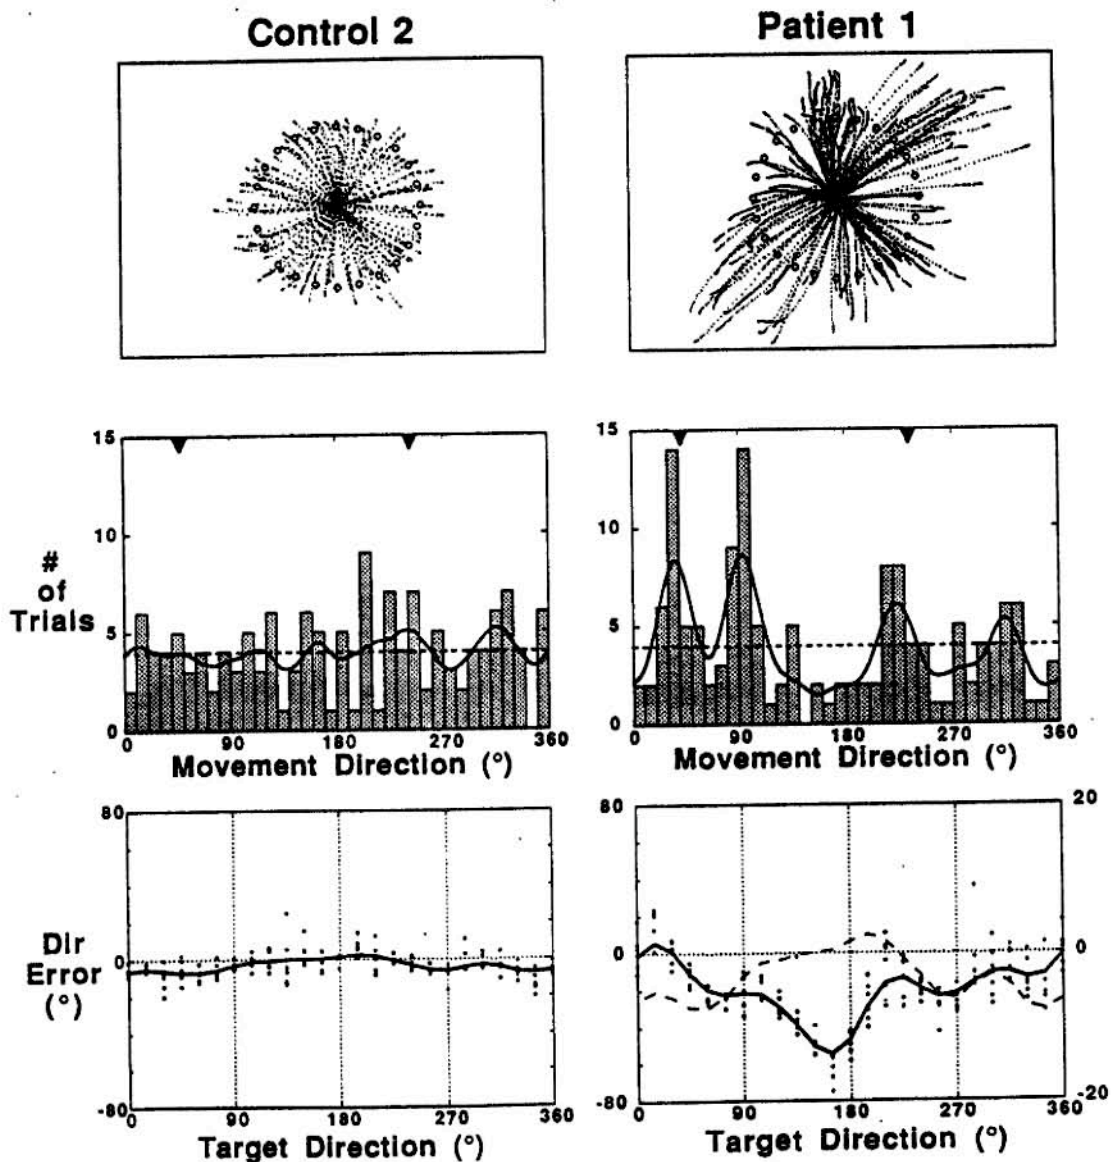 Control 2
Patient 1
15
10
5
0
# of Trials
0 90 180 270 360
Movement Direction (°)
15
10
5
0
0 90 180 270 360
Movement Direction (°)
80
0
-80
Dir Error (°)
0 90 180 270 360
Target Direction (°)
80
0
-80
20
0
-20
0 90 180 270 360
Target Direction (°)